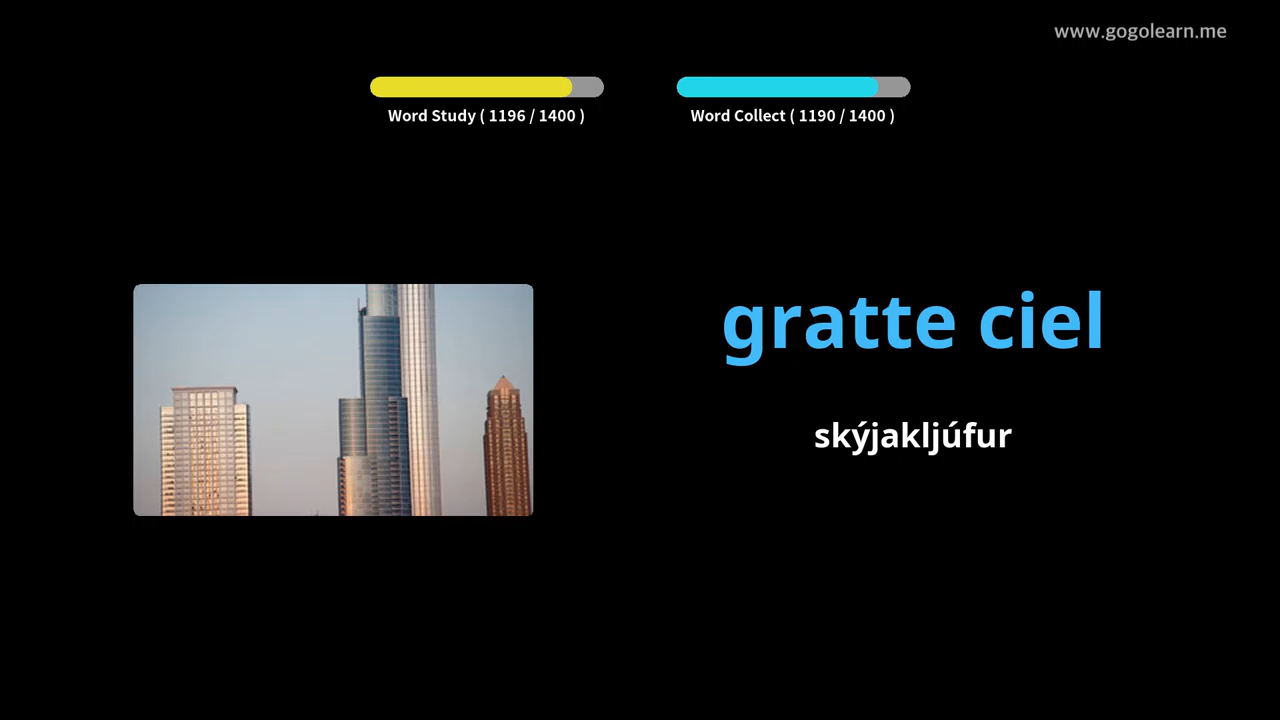 www.gogolearn.me
Word Study ( 1196 / 1400 )
Word Collect ( 1190 / 1400 )
gratte ciel
skýjakljúfur